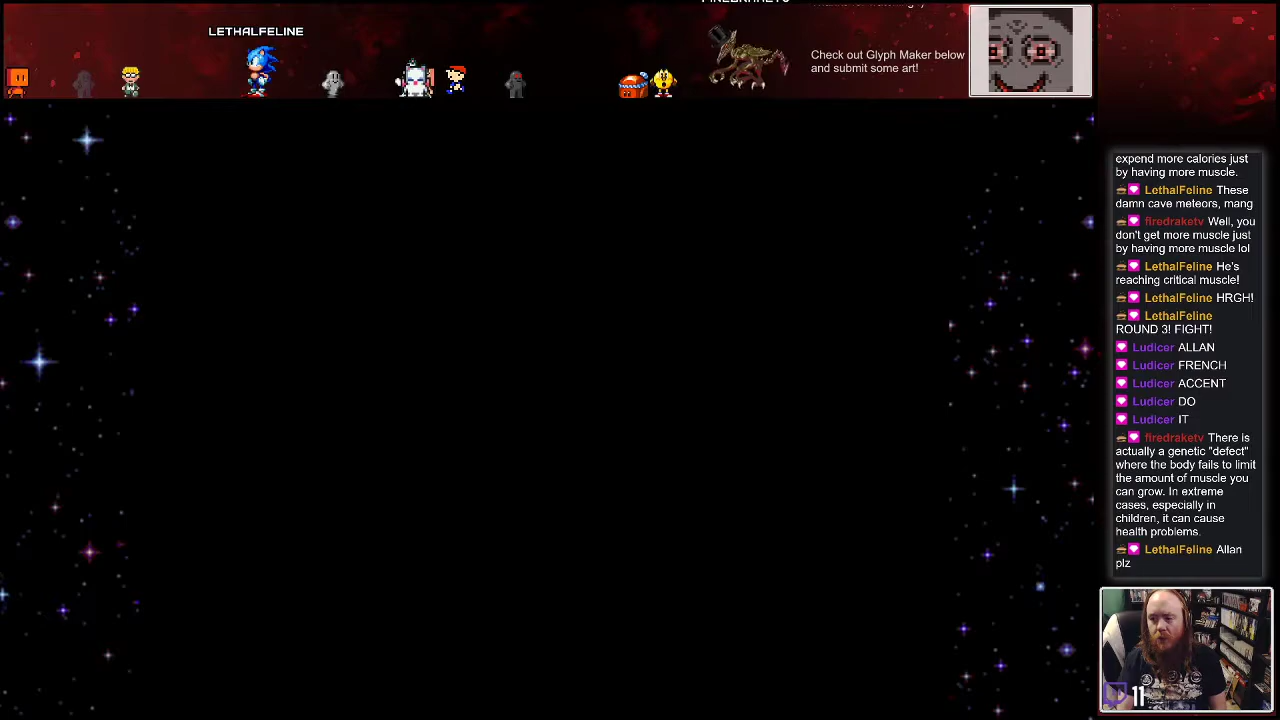 LETHALFELINE
Check out Glyph Maker below
and submit some art!
expend more calories just
by having more muscle.
LethalFeline These
damn cave meteors, mang
firedraketv Well, you
don't get more muscle just
by having more muscle lol
LethalFeline He's
reaching critical muscle!
LethalFeline HRGH!
LethalFeline
ROUND 3! FIGHT!
Ludicer ALLAN
Ludicer FRENCH
Ludicer ACCENT
Ludicer DO
Ludicer IT
firedraketv There is
actually a genetic "defect"
where the body fails to limit
the amount of muscle you
can grow. In extreme
cases, especially in
children, it can cause
health problems.
LethalFeline Allan
plz
11